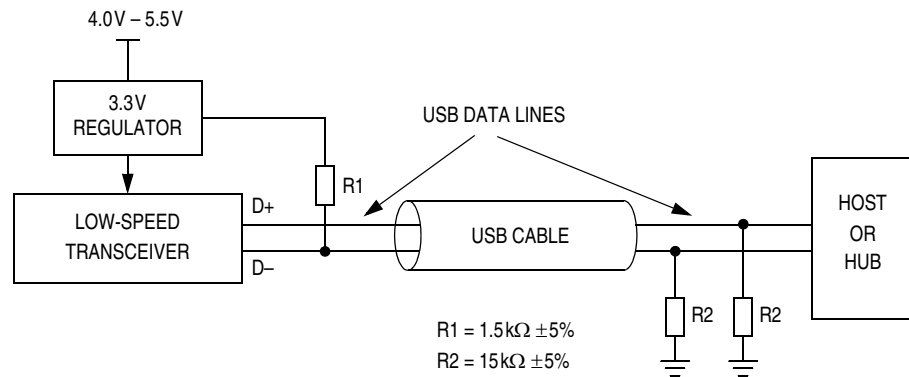 4.0V – 5.5V
3.3V
REGULATOR
USB DATA LINES
R1
D+
LOW-SPEED
TRANSCEIVER
D–
USB CABLE
HOST
OR
HUB
R2
R2
R1 = 1.5kΩ ±5%
R2 = 15kΩ ±5%